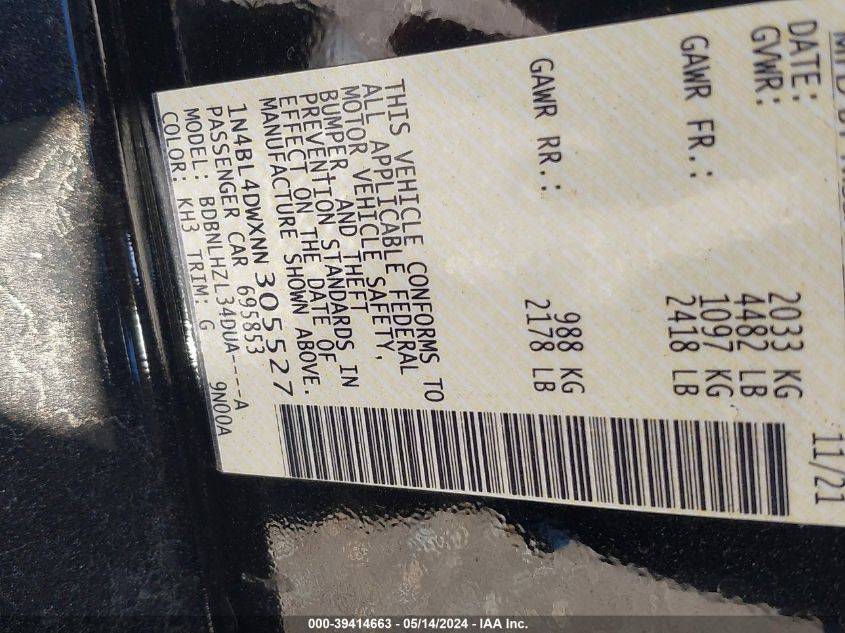 MFD BY
DATE: 11/21
GVWR: 2033 KG
4482 LB
GAWR FR.: 1097 KG
2418 LB
GAWR RR.: 988 KG
2178 LB
THIS VEHICLE CONFORMS TO
ALL APPLICABLE FEDERAL
MOTOR VEHICLE SAFETY,
BUMPER AND THEFT
PREVENTION STANDARDS IN
EFFECT ON THE DATE OF
MANUFACTURE SHOWN ABOVE.
1N4BL4DWXNN305527
PASSENGER CAR 695853
MODEL: BDBNLHZL34DUA----A
COLOR: KH3 TRIM: G 9N00A
000-39414663 - 05/14/2024 - IAA Inc.